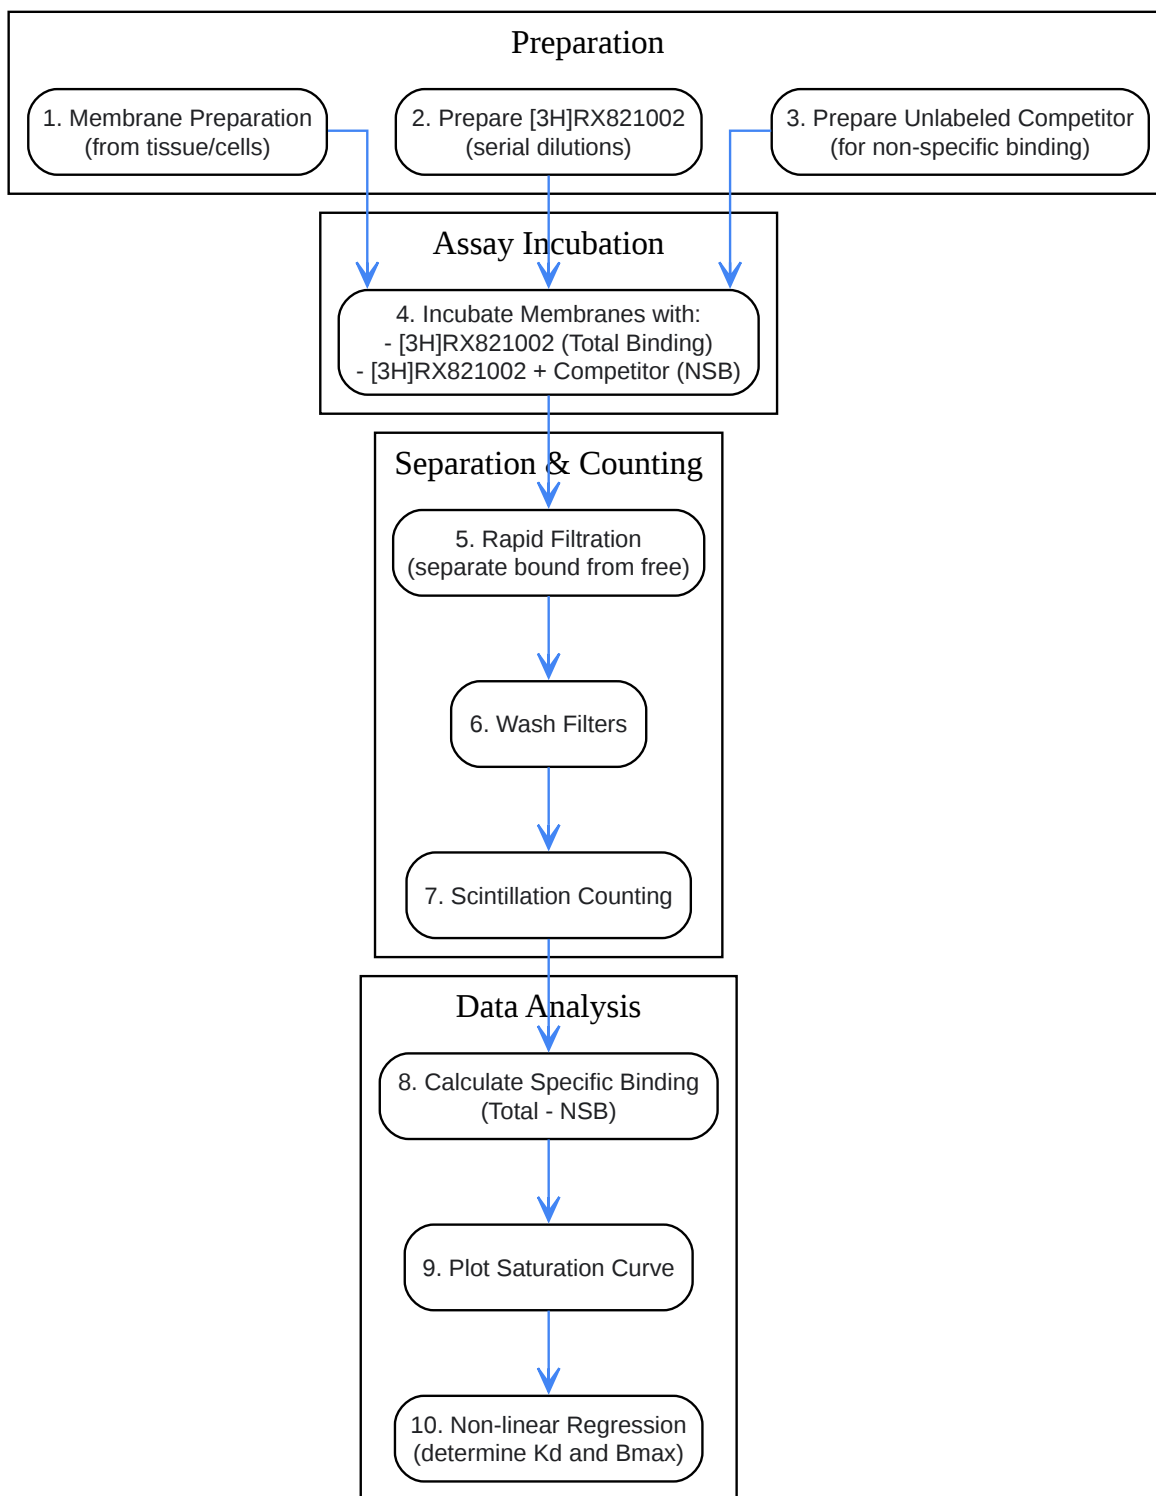 Preparation
1. Membrane Preparation
(from tissue/cells)
2. Prepare [3H]RX821002
(serial dilutions)
3. Prepare Unlabeled Competitor
(for non-specific binding)
Assay Incubation
4. Incubate Membranes with:
- [3H]RX821002 (Total Binding)
- [3H]RX821002 + Competitor (NSB)
Separation & Counting
5. Rapid Filtration
(separate bound from free)
6. Wash Filters
7. Scintillation Counting
Data Analysis
8. Calculate Specific Binding
(Total - NSB)
9. Plot Saturation Curve
10. Non-linear Regression
(determine Kd and Bmax)